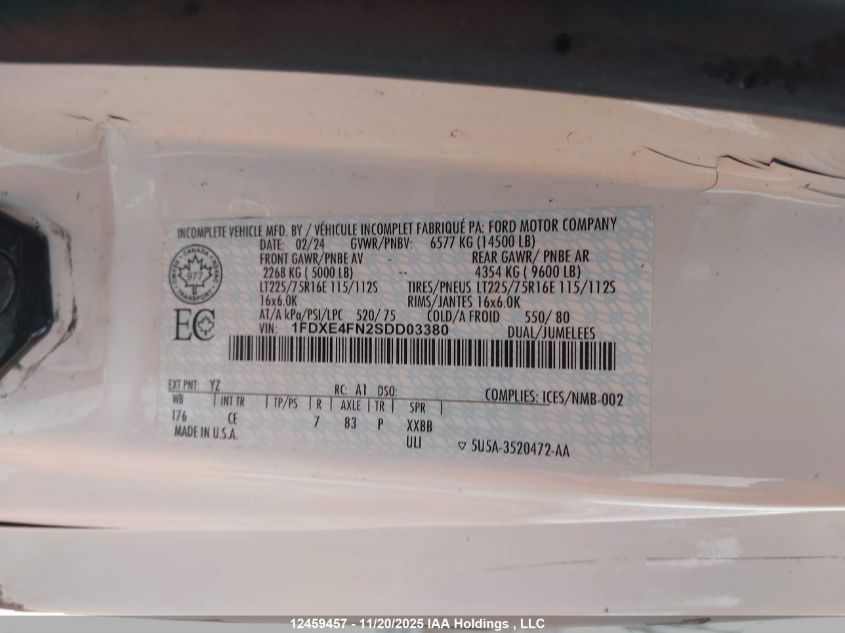 INCOMPLETE VEHICLE MFD. BY / VÉHICULE INCOMPLET FABRIQUÉ PA: FORD MOTOR COMPANY
DATE: 02/24 GVWR/PNBV: 6577 KG (14500 LB)
FRONT GAWR/PNBE AV - REAR GAWR/ PNBE AR
2268 KG ( 5000 LB) -- 4354 KG ( 9600 LB)
LT225/75R16E 115/112S TIRES/PNEUS LT225/75R16E 115/112S
16x6.0K RIMS/JANTES 16x6.0K
AT/A kPa/PSI/LPC 520/ 75 COLD/A FROID 550/ 80
VIN: 1FDXE4FN2SDD03380 DUAL/JUMELEES
CANADA
977
TRANSPORT
EC
EXT PNT: YZ RC: A1 DSO: COMPLIES: ICES/NMB-002
WB INT TR TP/PS R AXLE TR SPR
176 CE 7 83 P XXBB
MADE IN U.S.A. ULI ▽ 5U5A-3520472-AA
12459457 - 11/20/2025 IAA Holdings , LLC